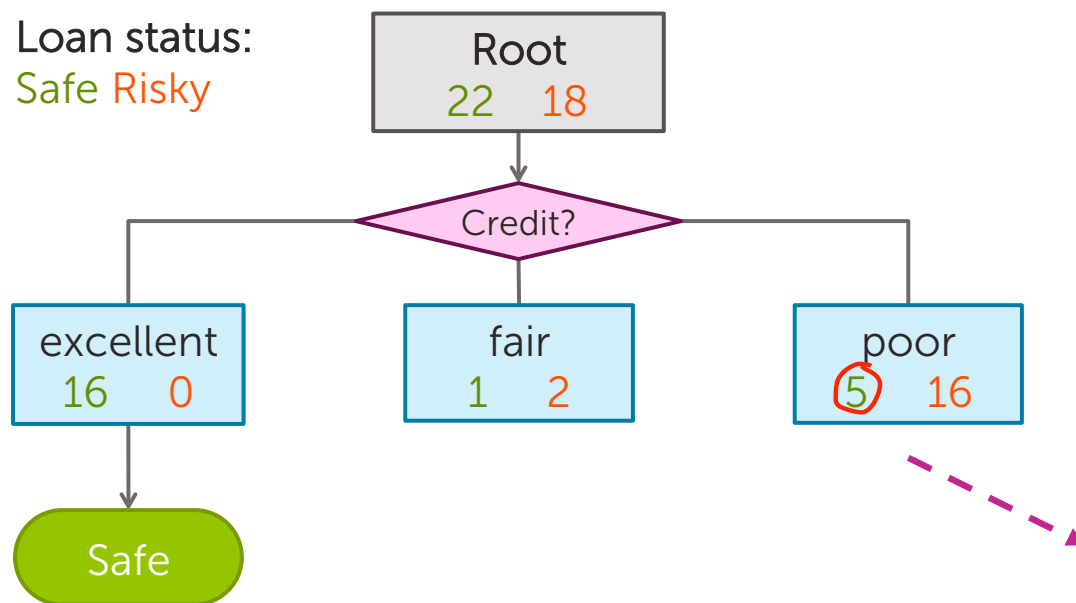 Loan status:
Safe Risky
Root
22 18
Credit?
excellent
16 0
fair
1 2
poor
5 16
Safe